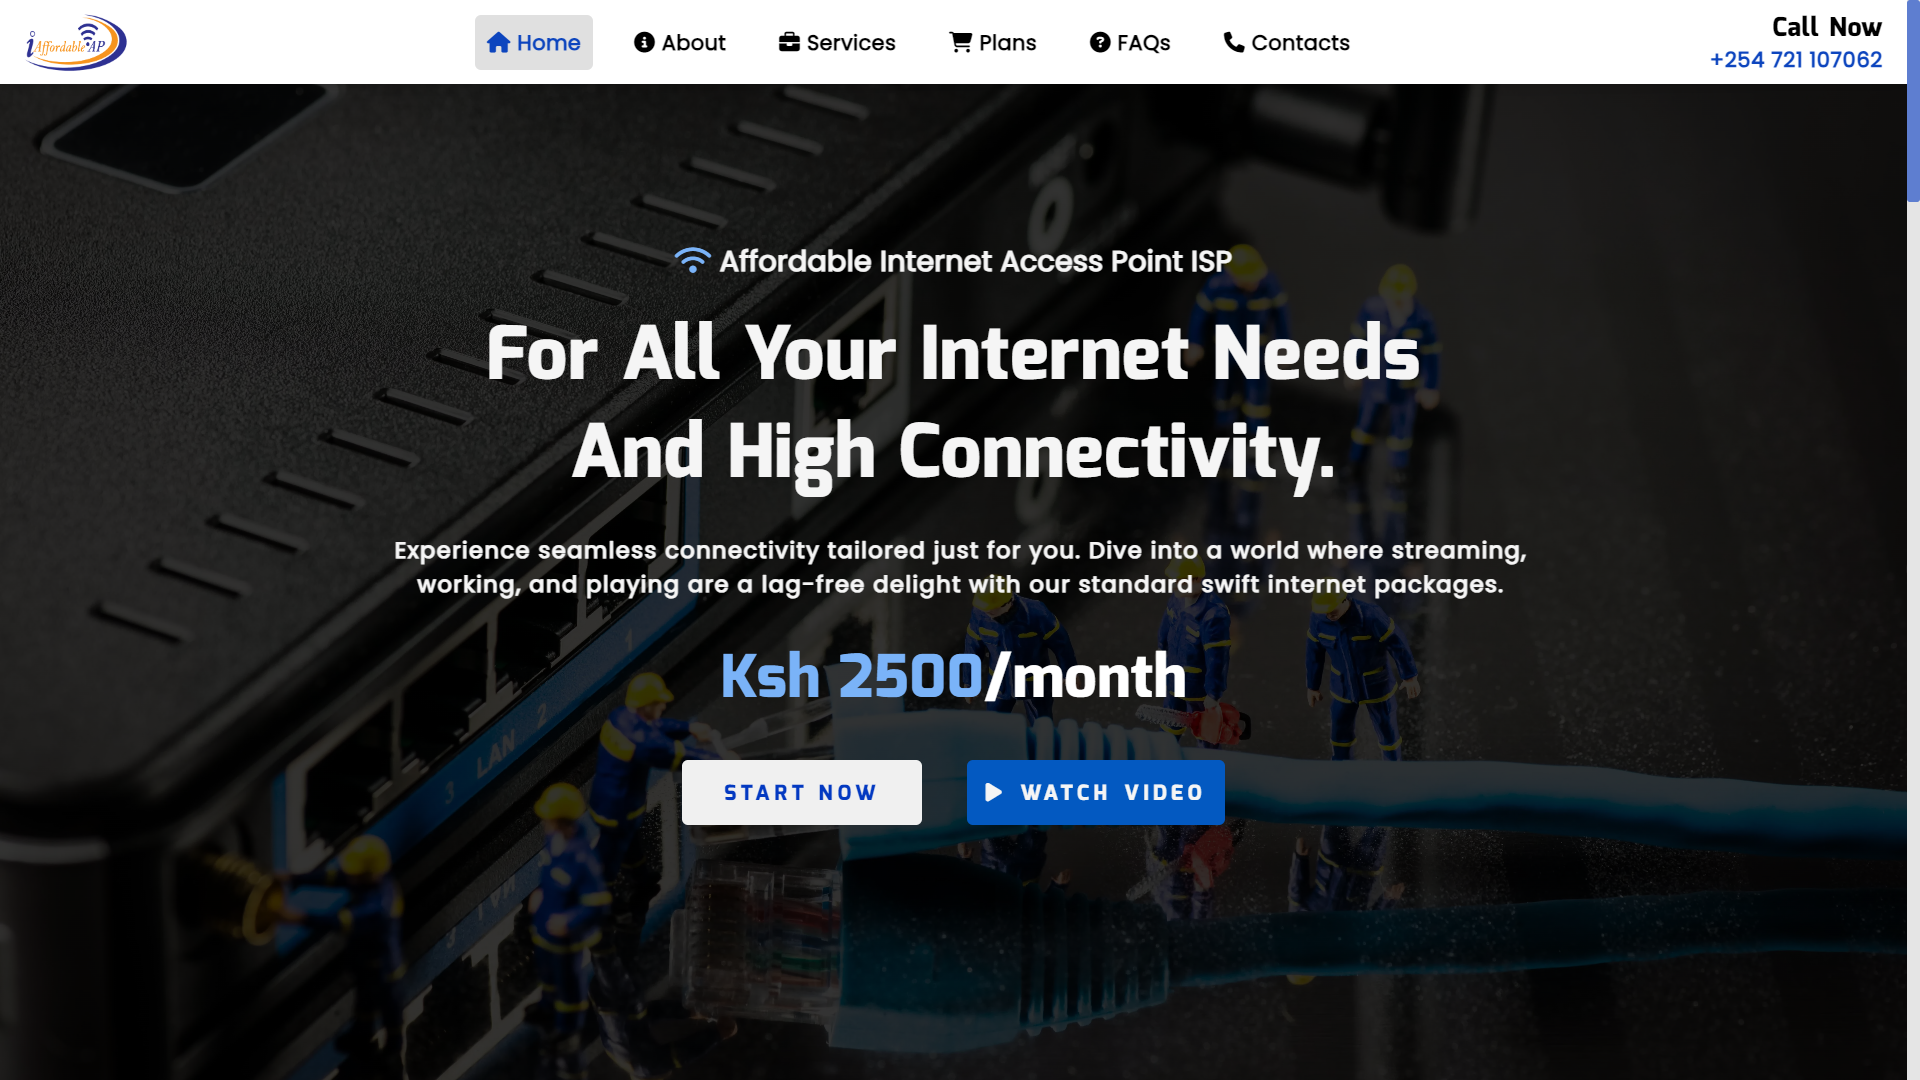 iAffordable AP
Home
About
Services
Plans
FAQs
Contacts
Call Now
+254 721 107062
Affordable Internet Access Point ISP
For All Your Internet Needs
And High Connectivity.
Experience seamless connectivity tailored just for you. Dive into a world where streaming,
working, and playing are a lag-free delight with our standard swift internet packages.
Ksh 2500/month
START NOW
WATCH VIDEO
1
2
3
LAN